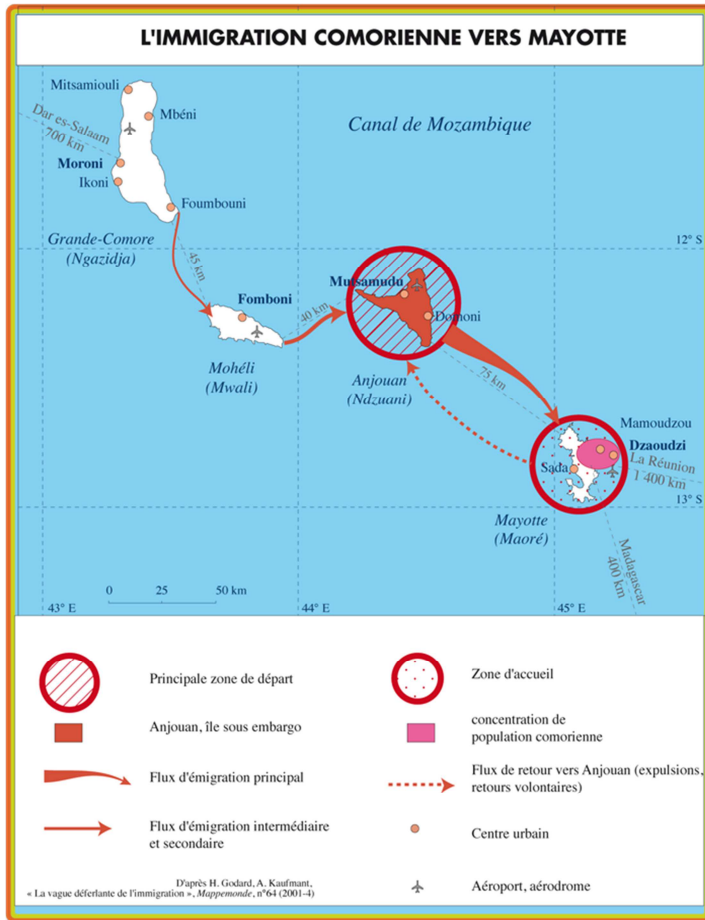 L'IMMIGRATION COMORIENNE VERS MAYOTTE
Mitsamiouli
Mbéni
Dar es-Salaam
700 km
Canal de Mozambique
Moroni
Ikoni
Foumbouni
Grande-Comore
(Ngazidja)
45 km
12° S
Mutsamudu
Fomboni
40 km
Domoni
Mohéli
(Mwali)
Anjouan
(Ndzuani)
75 km
Mamoudzou
Dzaoudzi
Sada
La Réunion
1 400 km
13° S
Mayotte
(Maoré)
Madagascar
400 km
0 25 50 km
43° E 44° E 45° E
Principale zone de départ
Zone d'accueil
Anjouan, île sous embargo
concentration de
population comorienne
Flux d'émigration principal
Flux de retour vers Anjouan (expulsions,
retours volontaires)
Flux d'émigration intermédiaire
et secondaire
Centre urbain
D'après H. Godard, A. Kaufmant,
« La vague déferlante de l'immigration », Mappemonde, n°64 (2001-4)
Aéroport, aérodrome